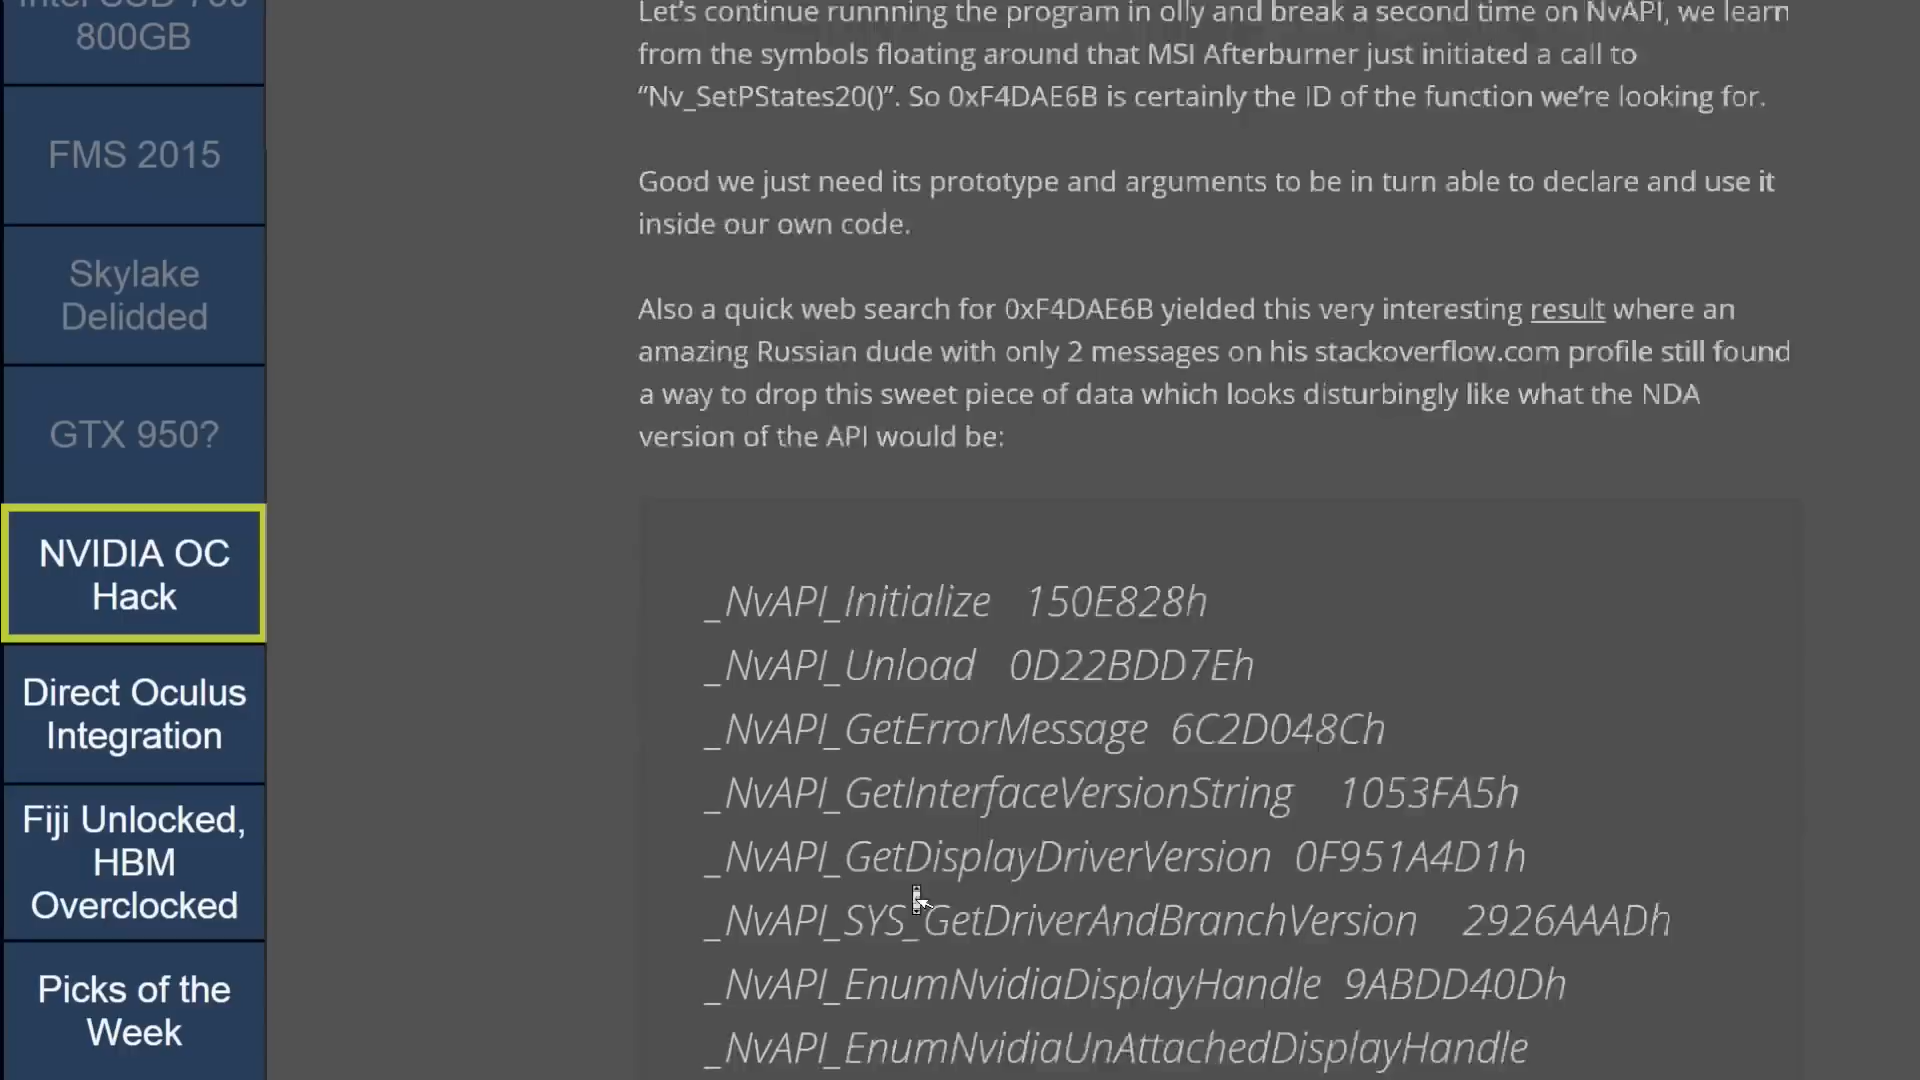 Intel SSD 750
800GB
FMS 2015
Skylake
Delidded
GTX 950?
NVIDIA OC
Hack
Direct Oculus
Integration
Fiji Unlocked,
HBM
Overclocked
Picks of the
Week
Let’s continue runnning the program in olly and break a second time on NvAPI, we learn
from the symbols floating around that MSI Afterburner just initiated a call to
“Nv_SetPStates20()”. So 0xF4DAE6B is certainly the ID of the function we’re looking for.
Good we just need its prototype and arguments to be in turn able to declare and use it
inside our own code.
Also a quick web search for 0xF4DAE6B yielded this very interesting result where an
amazing Russian dude with only 2 messages on his stackoverflow.com profile still found
a way to drop this sweet piece of data which looks disturbingly like what the NDA
version of the API would be:
_NvAPI_Initialize 150E828h
_NvAPI_Unload 0D22BDD7Eh
_NvAPI_GetErrorMessage 6C2D048Ch
_NvAPI_GetInterfaceVersionString 1053FA5h
_NvAPI_GetDisplayDriverVersion 0F951A4D1h
_NvAPI_SYS_GetDriverAndBranchVersion 2926AAADh
_NvAPI_EnumNvidiaDisplayHandle 9ABDD40Dh
_NvAPI_EnumNvidiaUnAttachedDisplayHandle